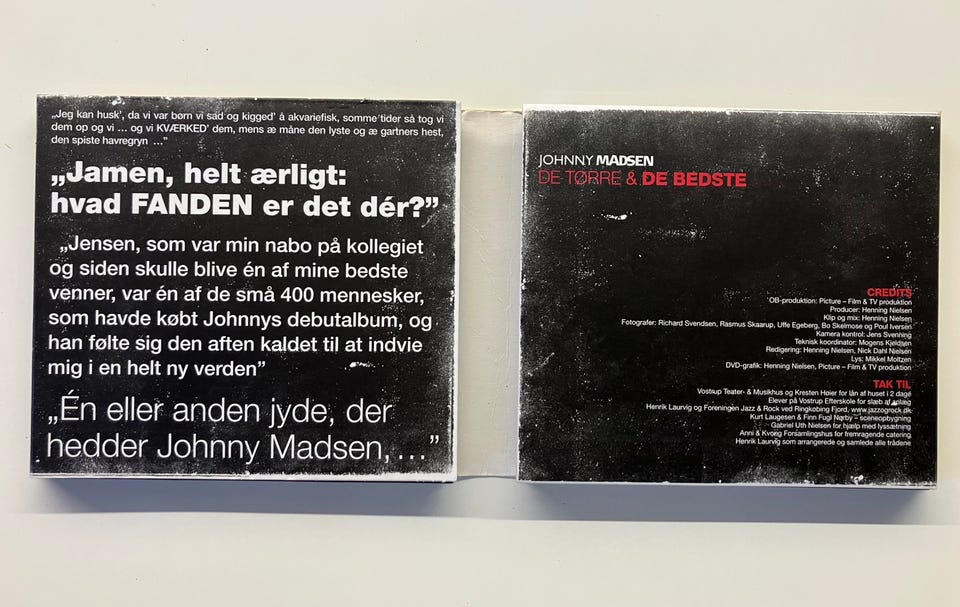 „Jeg kan husk', da vi var børn vi sad og kigged' å akvariefisk, somme tider så tog vi
dem op og vi ... og vi KVÆRKED' dem, mens æ måne den lyste og æ gartners hest,
den spiste havregryn ..."
„Jamen, helt ærligt:
hvad FANDEN er det dér?"
„Jensen, som var min nabo på kollegiet
og siden skulle blive én af mine bedste
venner, var én af de små 400 mennesker,
som havde købt Johnnys debutalbum, og
han følte sig den aften kaldet til at indvie
mig i en helt ny verden"
„Én eller anden jyde, der
hedder Johnny Madsen, ..."
JOHNNY MADSEN
DE TØRRE & DE BEDSTE
CREDITS
OB-produktion: Picture – Film & TV produktion
Producer: Henning Nielsen
Klip og mix: Henning Nielsen
Fotografer: Richard Svendsen, Rasmus Skaarup, Uffe Egeberg, Bo Skelmose og Poul Iversen
Kamera kontrol: Jens Svenning
Teknisk koordinator: Mogens Kjeldsen
Redigering: Henning Nielsen, Nick Dahl Nielsen
Lys: Mikkel Moltzen
DVD-grafik: Henning Nielsen, Picture – Film & TV produktion
TAK TIL
Vostrup Teater- & Musikhus og Kresten Høier for lån af huset i 2 dage
Elever på Vostrup Efterskole for slæb af anlæg
Henrik Laurvig og Foreningen Jazz & Rock ved Ringkøbing Fjord, www.jazzogrock.dk
Kurt Laugesen & Finn Fugl Nørby – sceneopbygning
Gabriel Uth Nielsen for hjælp med lyssætning
Anni & Kvong Forsamlingshus for fremragende catering
Henrik Laurvig som arrangerede og samlede alle trådene